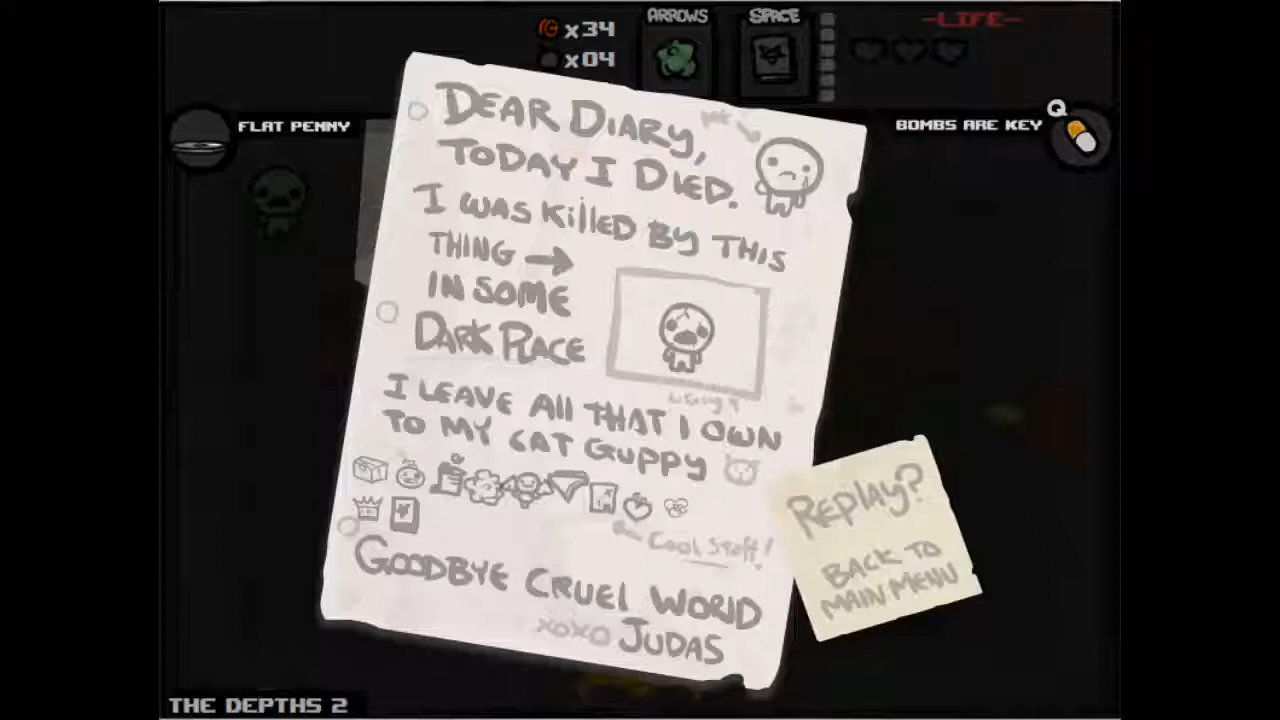 ARROWS
SPACE
-LIFE-
x34
x04
FLAT PENNY
BOMBS ARE KEY
Q
DEAR DIARY,
TODAY I DIED.
I WAS KILLED BY THIS
THING →
IN SOME
DARK PLACE
I LEAVE ALL THAT I OWN
TO MY CAT GUPPY
COOL STUFF!
GOODBYE CRUEL WORLD
XOXO JUDAS
REPLAY?
BACK TO
MAIN MENU
THE DEPTHS 2